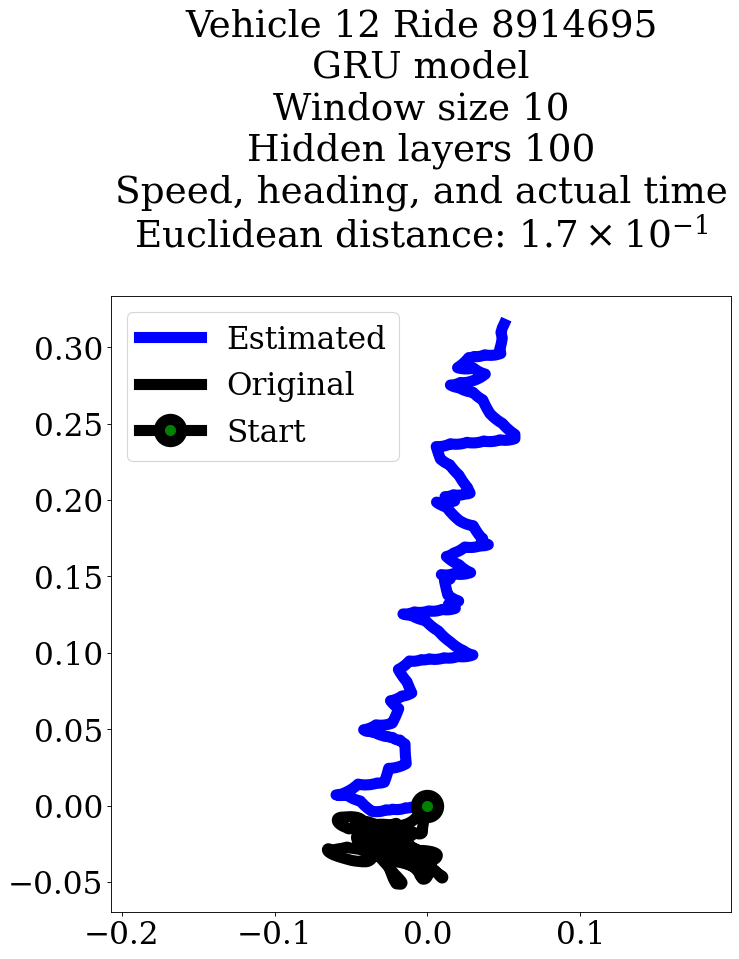 Vehicle 12 Ride 8914695
GRU model
Window size 10
Hidden layers 100
Speed, heading, and actual time
Euclidean distance: 1.7 × 10⁻¹
Estimated
Original
Start
0.30
0.25
0.20
0.15
0.10
0.05
0.00
−0.05
−0.2 −0.1 0.0 0.1